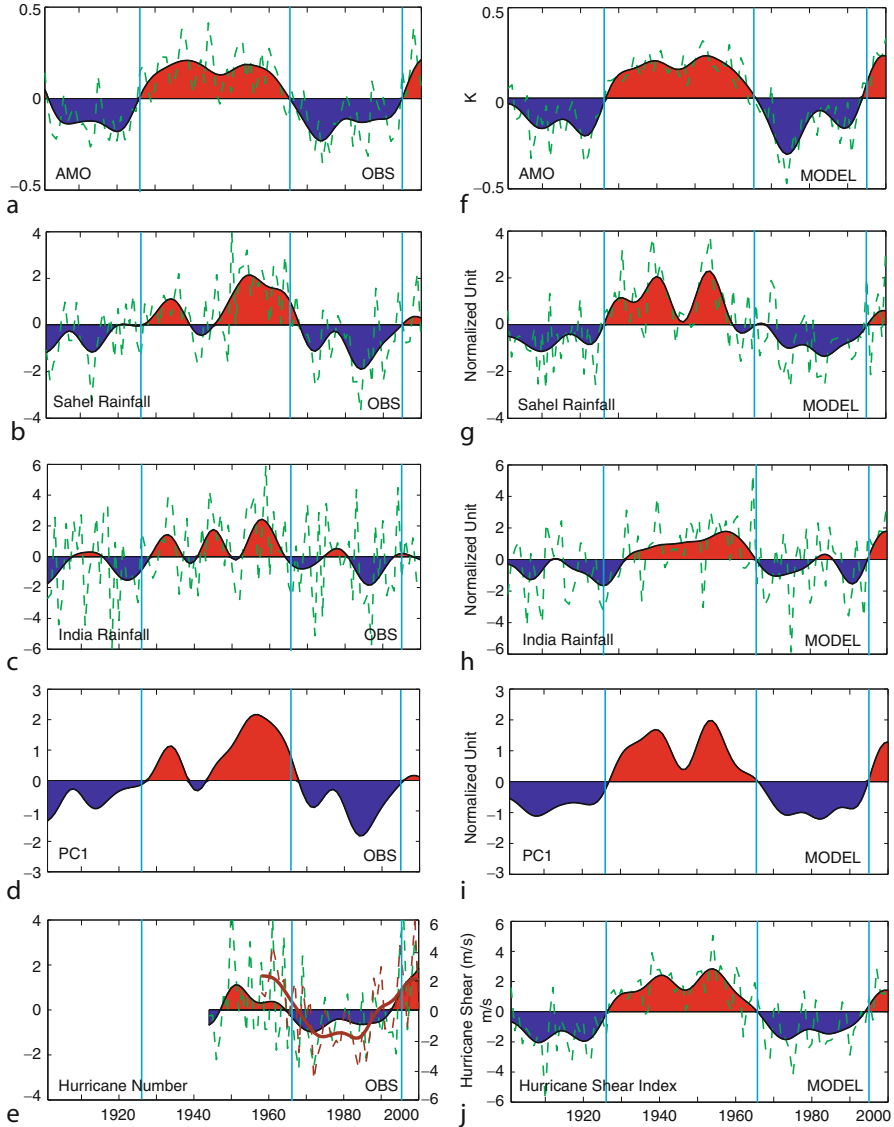 0.5
0
−0.5
AMO
OBS
a
0.5
0
0.5
K
AMO
MODEL
f
4
2
0
−2
−4
Sahel Rainfall
OBS
b
4
2
0
−2
−4
Normalized Unit
Sahel Rainfall
MODEL
g
6
4
2
0
−2
−4
−6
India Rainfall
OBS
c
6
4
2
0
−2
−4
−6
Normalized Unit
India Rainfall
MODEL
h
3
2
1
0
−1
−2
−3
PC1
OBS
d
3
2
1
0
−1
−2
−3
Normalized Unit
PC1
MODEL
i
4
2
0
−2
−4
6
4
2
0
−2
−4
−6
Hurricane Shear (m/s)
Hurricane Number
OBS
1920
1940
1960
1980
2000
e
6
4
2
0
−2
−4
−6
m/s
Hurricane Shear Index
MODEL
1920
1940
1960
1980
2000
j